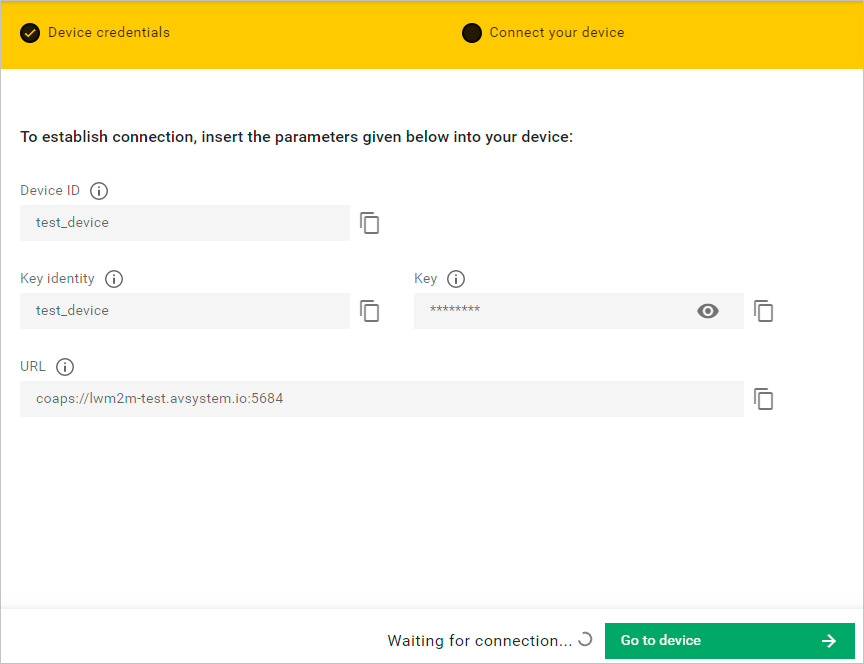 Device credentials
Connect your device
To establish connection, insert the parameters given below into your device:
Device ID
test_device
Key identity
Key
test_device
********
URL
coaps://lwm2m-test.avsystem.io:5684
Waiting for connection...
Go to device